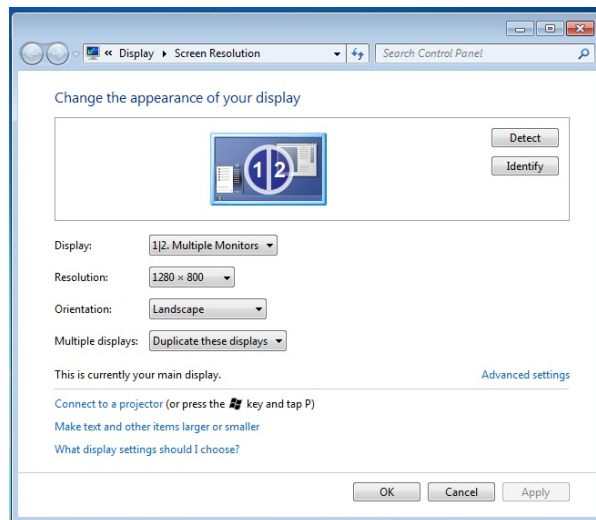 « Display ▸ Screen Resolution Search Control Panel
Change the appearance of your display
1|2
Detect
Identify
Display: 1|2. Multiple Monitors
Resolution: 1280 × 800
Orientation: Landscape
Multiple displays: Duplicate these displays
This is currently your main display. Advanced settings
Connect to a projector (or press the key and tap P)
Make text and other items larger or smaller
What display settings should I choose?
OK Cancel Apply